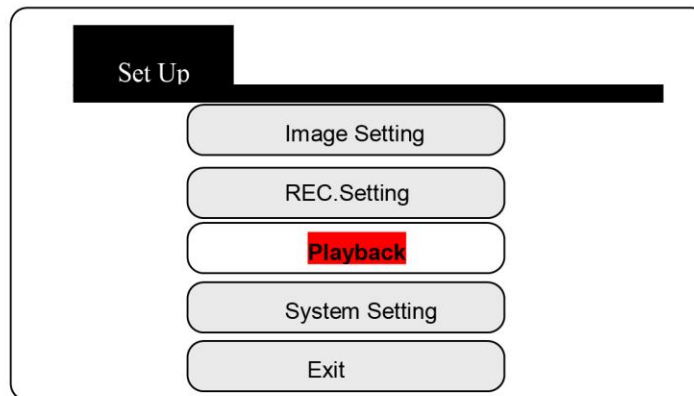 Set Up
Image Setting
REC.Setting
Playback
System Setting
Exit